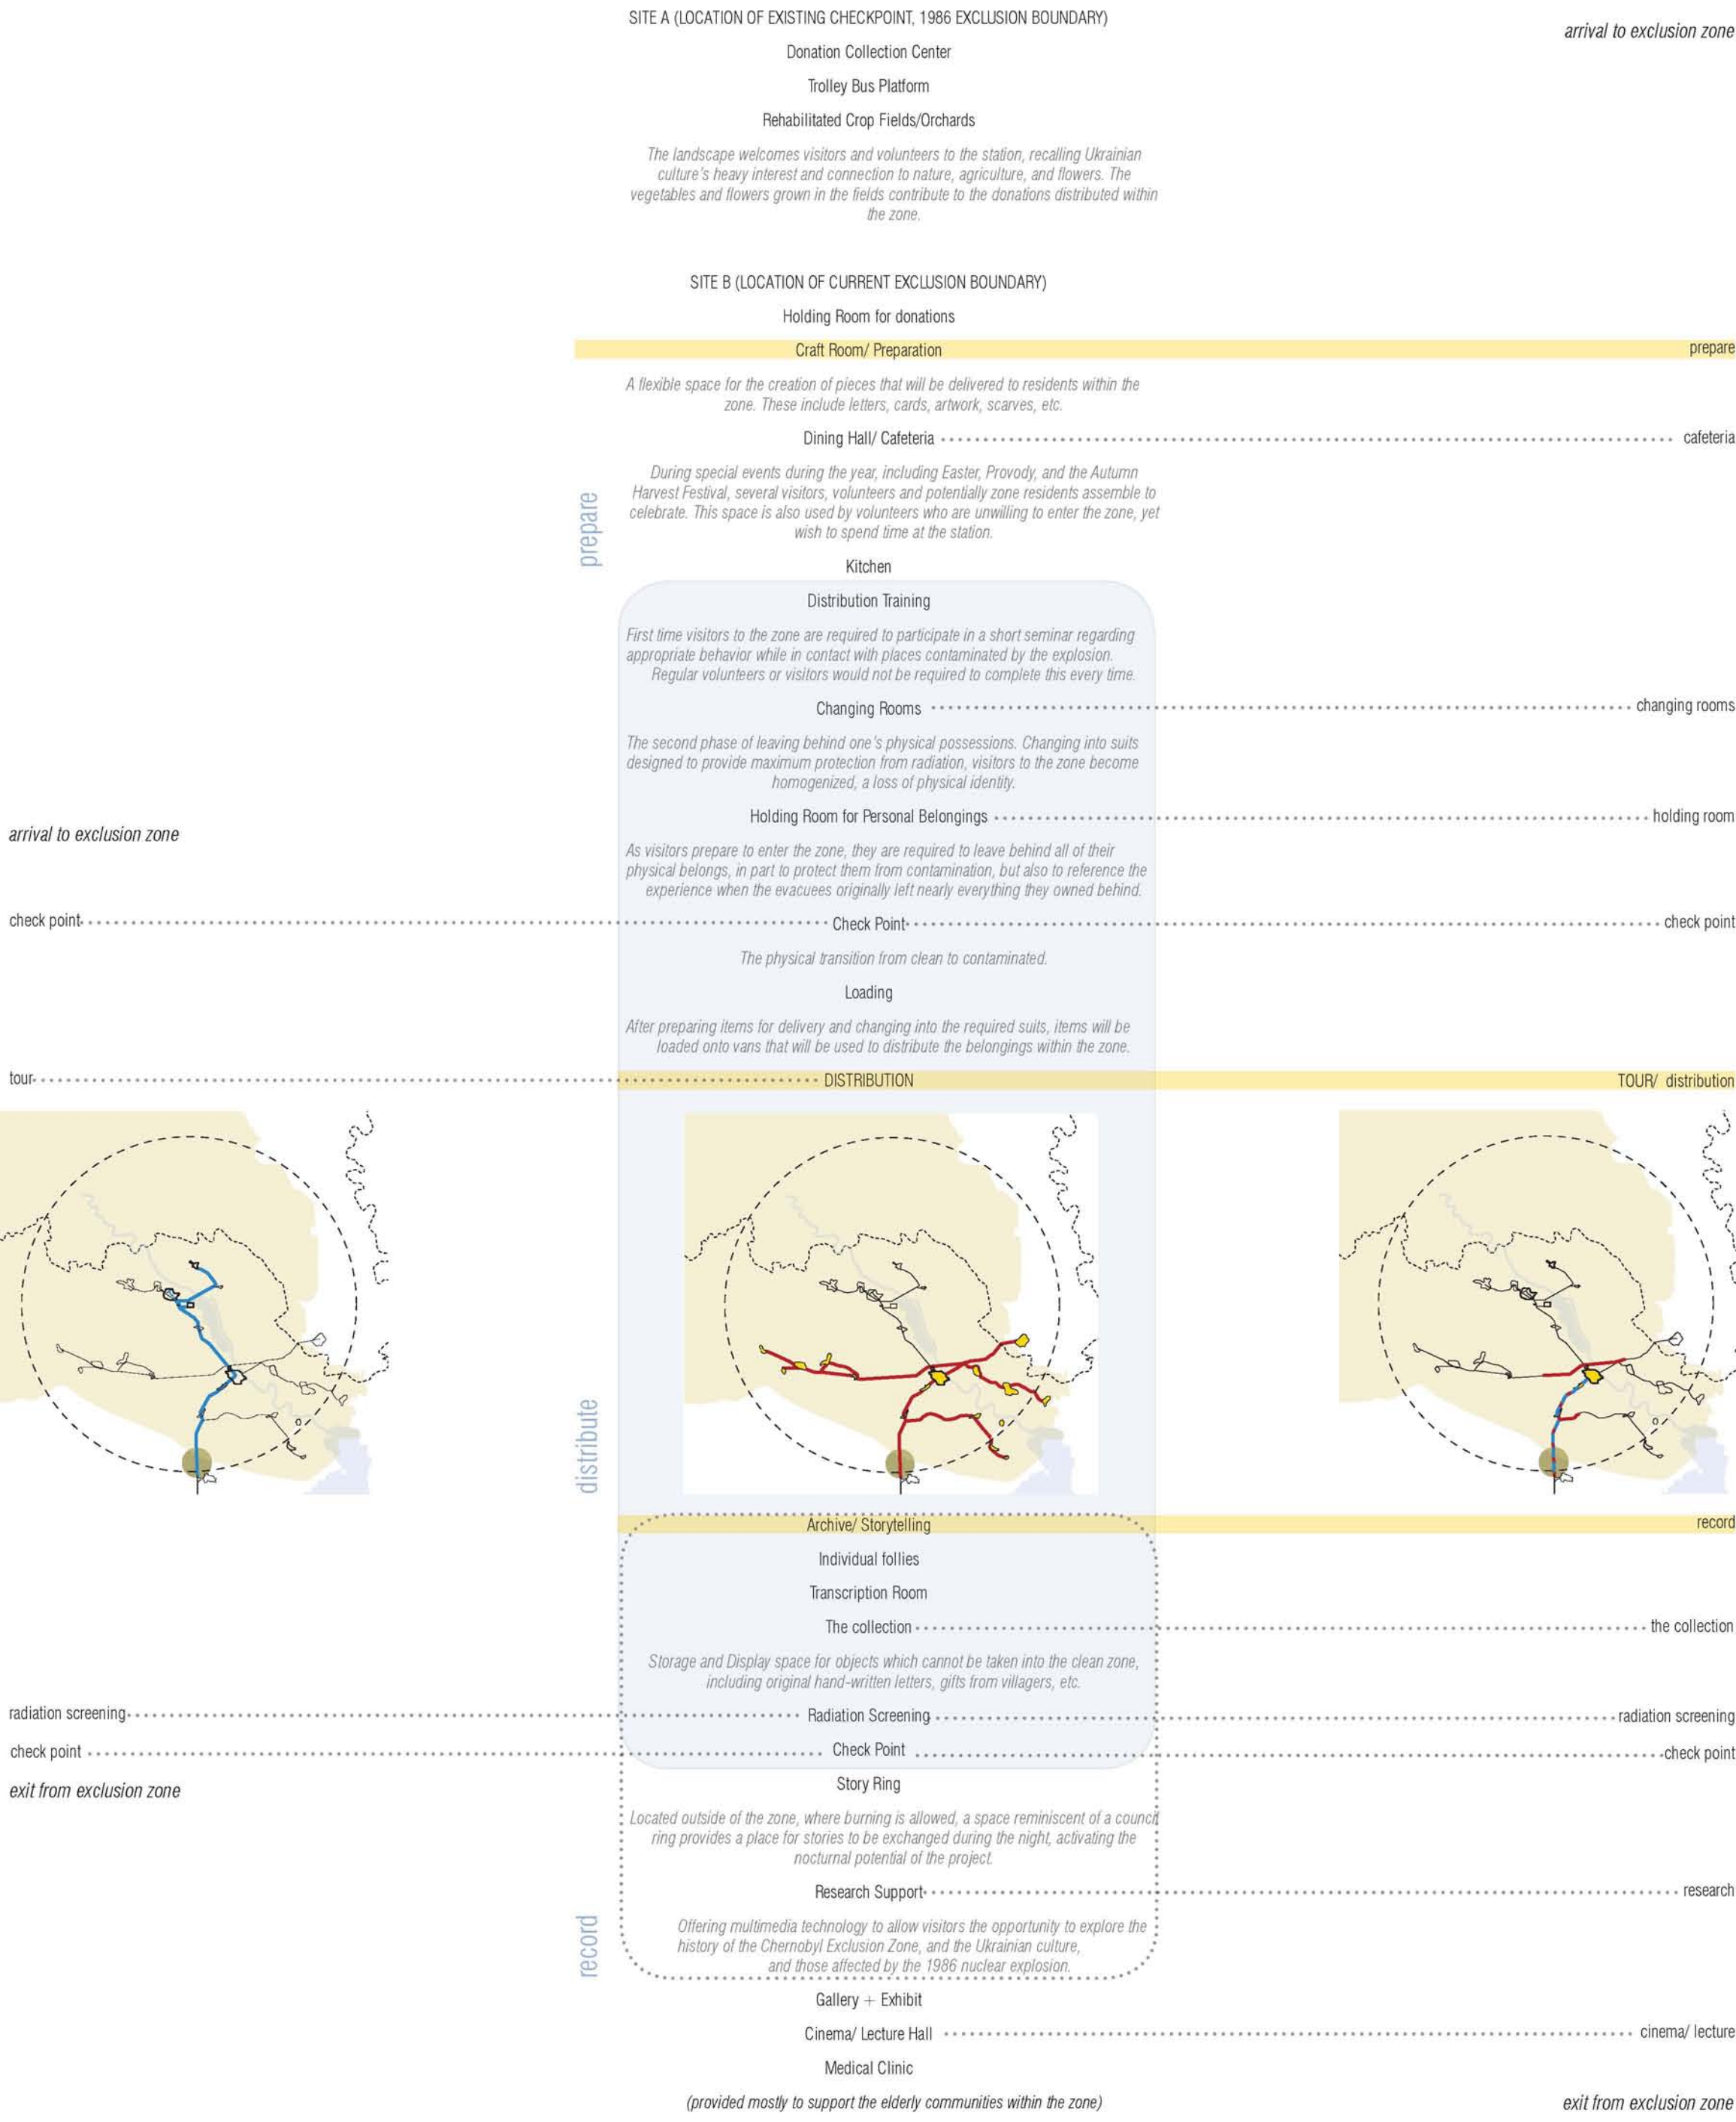 SITE A (LOCATION OF EXISTING CHECKPOINT, 1986 EXCLUSION BOUNDARY)
arrival to exclusion zone
Donation Collection Center
Trolley Bus Platform
Rehabilitated Crop Fields/Orchards
The landscape welcomes visitors and volunteers to the station, recalling Ukrainian
culture's heavy interest and connection to nature, agriculture, and flowers. The
vegetables and flowers grown in the fields contribute to the donations distributed within
the zone.
SITE B (LOCATION OF CURRENT EXCLUSION BOUNDARY)
Holding Room for donations
Craft Room/ Preparation
prepare
A flexible space for the creation of pieces that will be delivered to residents within the
zone. These include letters, cards, artwork, scarves, etc.
Dining Hall/ Cafeteria
cafeteria
During special events during the year, including Easter, Provody, and the Autumn
Harvest Festival, several visitors, volunteers and potentially zone residents assemble to
celebrate. This space is also used by volunteers who are unwilling to enter the zone, yet
wish to spend time at the station.
prepare
Kitchen
Distribution Training
First time visitors to the zone are required to participate in a short seminar regarding
appropriate behavior while in contact with places contaminated by the explosion.
Regular volunteers or visitors would not be required to complete this every time.
Changing Rooms
changing rooms
The second phase of leaving behind one's physical possessions. Changing into suits
designed to provide maximum protection from radiation, visitors to the zone become
homogenized, a loss of physical identity.
Holding Room for Personal Belongings
holding room
arrival to exclusion zone
As visitors prepare to enter the zone, they are required to leave behind all of their
physical belongs, in part to protect them from contamination, but also to reference the
experience when the evacuees originally left nearly everything they owned behind.
check point
Check Point
check point
The physical transition from clean to contaminated.
Loading
After preparing items for delivery and changing into the required suits, items will be
loaded onto vans that will be used to distribute the belongings within the zone.
tour
DISTRIBUTION
TOUR/ distribution
distribute
Archive/ Storytelling
record
Individual follies
Transcription Room
The collection
the collection
Storage and Display space for objects which cannot be taken into the clean zone,
including original hand-written letters, gifts from villagers, etc.
radiation screening
Radiation Screening
radiation screening
check point
Check Point
check point
exit from exclusion zone
Story Ring
Located outside of the zone, where burning is allowed, a space reminiscent of a council
ring provides a place for stories to be exchanged during the night, activating the
nocturnal potential of the project.
Research Support
research
record
Offering multimedia technology to allow visitors the opportunity to explore the
history of the Chernobyl Exclusion Zone, and the Ukrainian culture,
and those affected by the 1986 nuclear explosion.
Gallery + Exhibit
Cinema/ Lecture Hall
cinema/ lecture
Medical Clinic
(provided mostly to support the elderly communities within the zone)
exit from exclusion zone